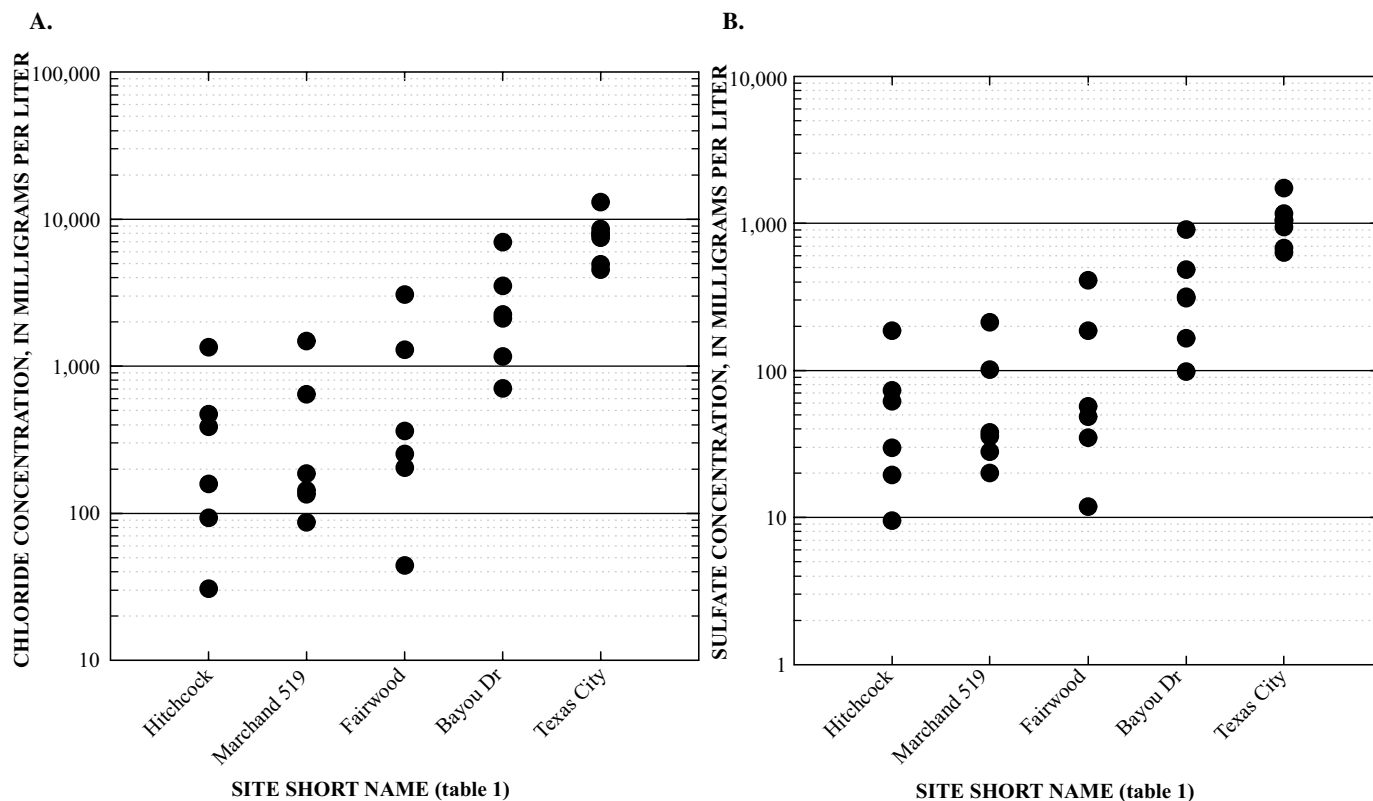 A.
CHLORIDE CONCENTRATION, IN MILLIGRAMS PER LITER
100,000
10,000
1,000
100
10
Hitchcock
Marchand 519
Fairwood
Bayou Dr
Texas City
SITE SHORT NAME (table 1)
B.
SULFATE CONCENTRATION, IN MILLIGRAMS PER LITER
10,000
1,000
100
10
1
Hitchcock
Marchand 519
Fairwood
Bayou Dr
Texas City
SITE SHORT NAME (table 1)